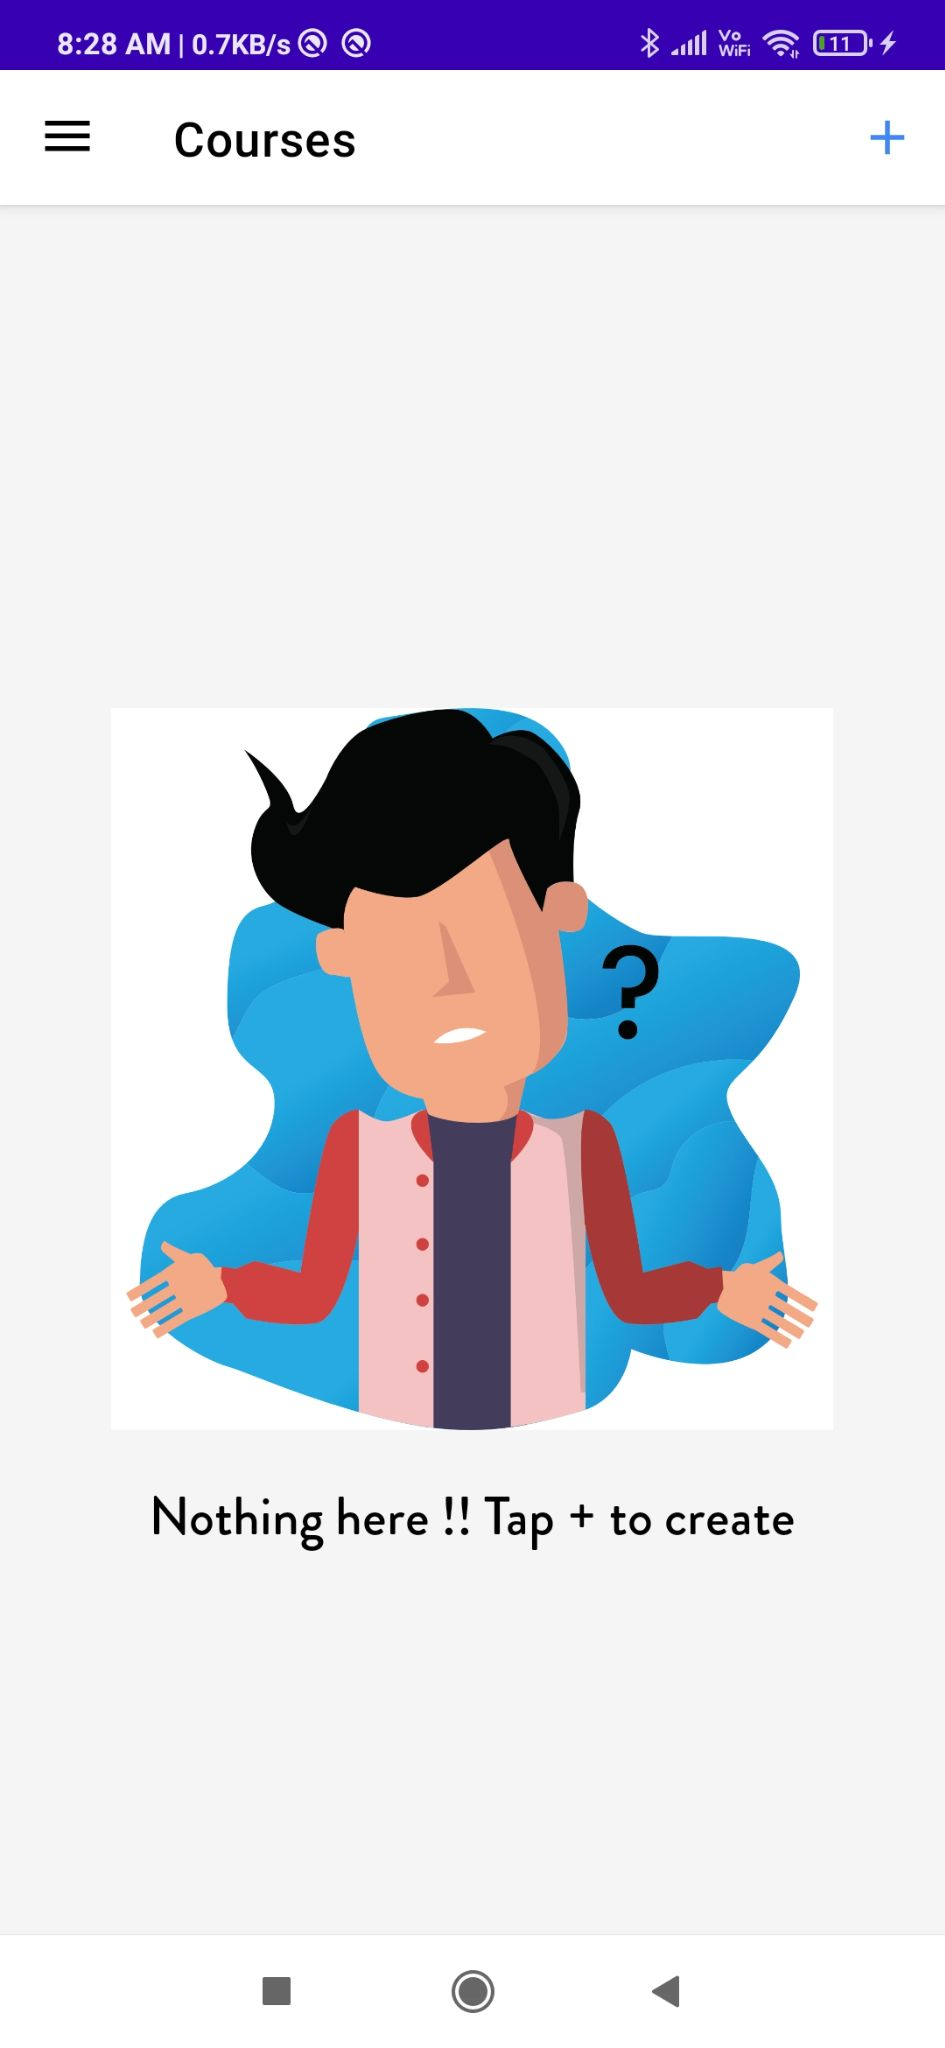 8:28 AM | 0.7KB/s
Vo
WiFi
11
Courses
+
?
Nothing here !! Tap + to create